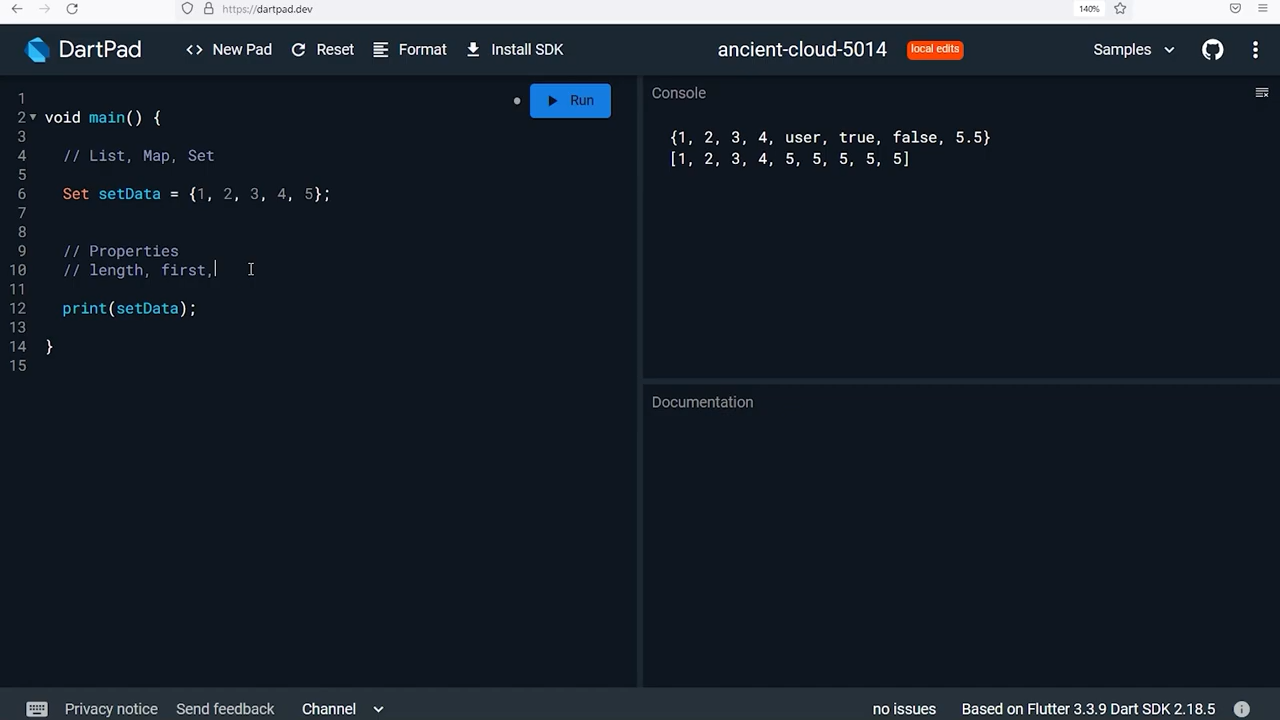 https://dartpad.dev
140%
DartPad
<> New Pad
Reset
Format
Install SDK
ancient-cloud-5014
local edits
Samples
1
2 void main() {
3
4 // List, Map, Set
5
6 Set setData = {1, 2, 3, 4, 5};
7
8
9 // Properties
10 // length, first,
11
12 print(setData);
13
14 }
15
Run
Console
{1, 2, 3, 4, user, true, false, 5.5}
[1, 2, 3, 4, 5, 5, 5, 5, 5]
Documentation
Privacy notice
Send feedback
Channel
no issues
Based on Flutter 3.3.9 Dart SDK 2.18.5